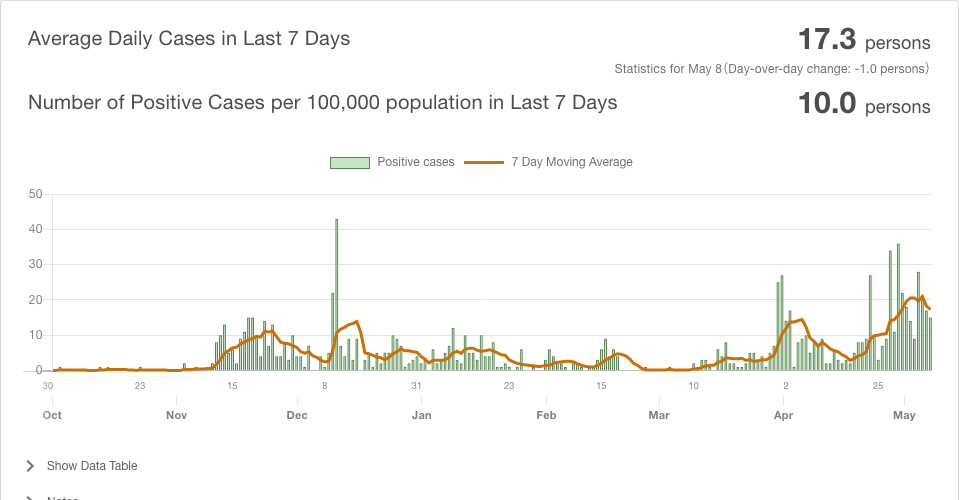 Average Daily Cases in Last 7 Days
17.3 persons
Statistics for May 8(Day-over-day change: -1.0 persons)
Number of Positive Cases per 100,000 population in Last 7 Days
10.0 persons
Positive cases
7 Day Moving Average
50
40
30
20
10
0
30 23 15 8 31 23 15 10 2 25
Oct Nov Dec Jan Feb Mar Apr May
Show Data Table
Notes